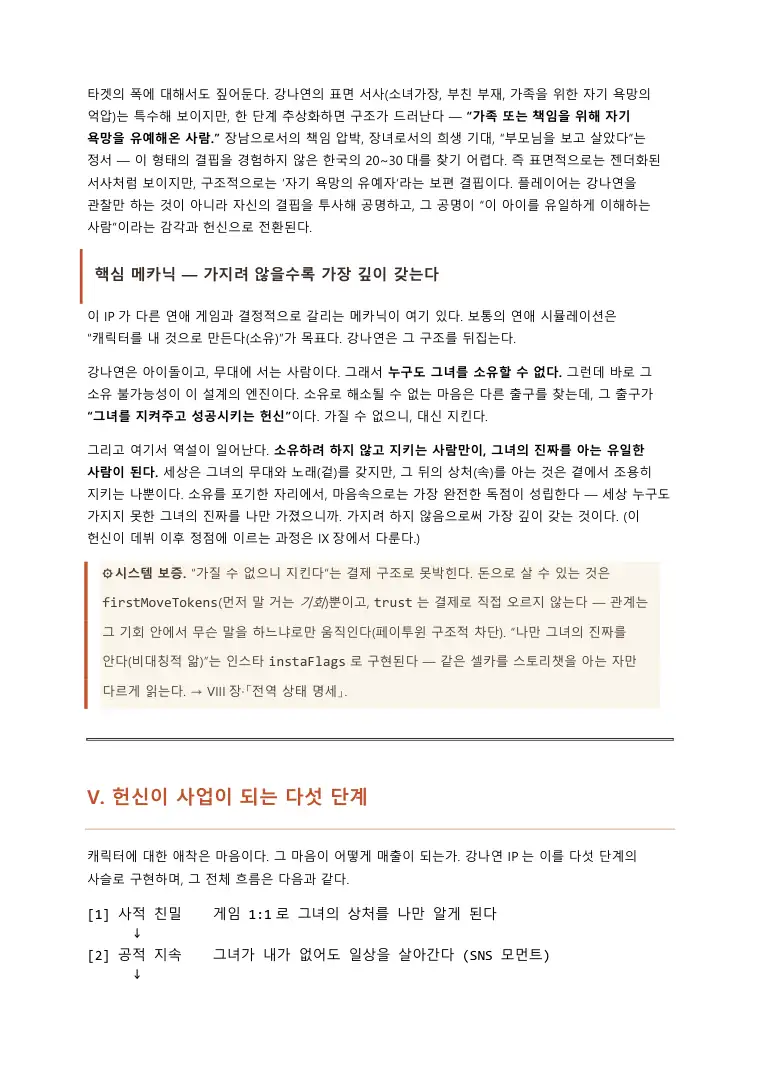 타겟의 폭에 대해서도 짚어둔다. 강나연의 표면 서사(소녀가장, 부친 부재, 가족을 위한 자기 욕망의
억압)는 특수해 보이지만, 한 단계 추상화하면 구조가 드러난다 — “가족 또는 책임을 위해 자기
욕망을 유예해온 사람.” 장남으로서의 책임 압박, 장녀로서의 희생 기대, “부모님을 보고 살았다”는
정서 — 이 형태의 결핍을 경험하지 않은 한국의 20~30 대를 찾기 어렵다. 즉 표면적으로는 젠더화된
서사처럼 보이지만, 구조적으로는 ‘자기 욕망의 유예자’라는 보편 결핍이다. 플레이어는 강나연을
관찰만 하는 것이 아니라 자신의 결핍을 투사해 공명하고, 그 공명이 “이 아이를 유일하게 이해하는
사람”이라는 감각과 헌신으로 전환된다.
핵심 메카닉 — 가지려 않을수록 가장 깊이 갖는다
이 IP 가 다른 연애 게임과 결정적으로 갈리는 메카닉이 여기 있다. 보통의 연애 시뮬레이션은
“캐릭터를 내 것으로 만든다(소유)”가 목표다. 강나연은 그 구조를 뒤집는다.
강나연은 아이돌이고, 무대에 서는 사람이다. 그래서 누구도 그녀를 소유할 수 없다. 그런데 바로 그
소유 불가능성이 이 설계의 엔진이다. 소유로 해소될 수 없는 마음은 다른 출구를 찾는데, 그 출구가
“그녀를 지켜주고 성공시키는 헌신”이다. 가질 수 없으니, 대신 지킨다.
그리고 여기서 역설이 일어난다. 소유하려 하지 않고 지키는 사람만이, 그녀의 진짜를 아는 유일한
사람이 된다. 세상은 그녀의 무대와 노래(겉)를 갖지만, 그 뒤의 상처(속)를 아는 것은 곁에서 조용히
지키는 나뿐이다. 소유를 포기한 자리에서, 마음속으로는 가장 완전한 독점이 성립한다 — 세상 누구도
가지지 못한 그녀의 진짜를 나만 가졌으니까. 가지려 하지 않음으로써 가장 깊이 갖는 것이다. (이
헌신이 데뷔 이후 정점에 이르는 과정은 IX 장에서 다룬다.)
⚙시스템 보증. “가질 수 없으니 지킨다”는 결제 구조로 못박힌다. 돈으로 살 수 있는 것은
firstMoveTokens(먼저 말 거는 기회)뿐이고, trust 는 결제로 직접 오르지 않는다 — 관계는
그 기회 안에서 무슨 말을 하느냐로만 움직인다(페이투윈 구조적 차단). “나만 그녀의 진짜를
안다(비대칭적 앎)”는 인스타 instaFlags 로 구현된다 — 같은 셀카를 스토리챗을 아는 자만
다르게 읽는다. → VIII 장·「전역 상태 명세」.
V. 헌신이 사업이 되는 다섯 단계
캐릭터에 대한 애착은 마음이다. 그 마음이 어떻게 매출이 되는가. 강나연 IP 는 이를 다섯 단계의
사슬로 구현하며, 그 전체 흐름은 다음과 같다.
[1] 사적 친밀 게임 1:1 로 그녀의 상처를 나만 알게 된다
↓
[2] 공적 지속 그녀가 내가 없어도 일상을 살아간다 (SNS 모먼트)
↓